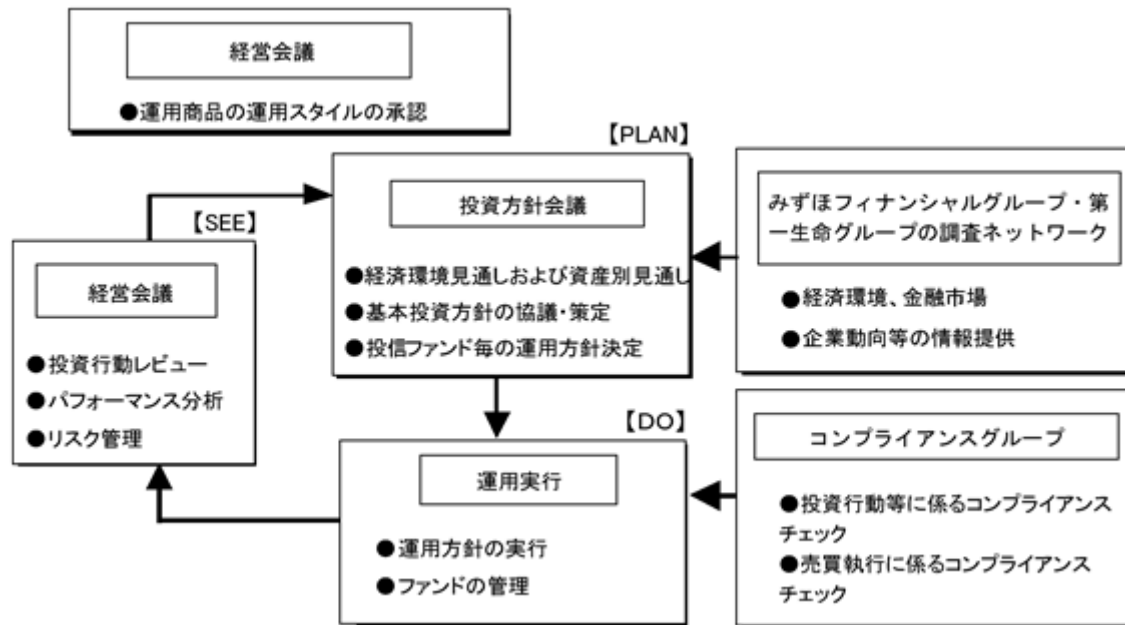 経営会議
●運用商品の運用スタイルの承認
【PLAN】
投資方針会議
●経済環境見通しおよび資産別見通し
●基本投資方針の協議・策定
●投信ファンド毎の運用方針決定
みずほフィナンシャルグループ・第
一生命グループの調査ネットワーク
●経済環境、金融市場
●企業動向等の情報提供
【SEE】
経営会議
●投資行動レビュー
●パフォーマンス分析
●リスク管理
【DO】
運用実行
●運用方針の実行
●ファンドの管理
コンプライアンスグループ
●投資行動等に係るコンプライアンス
チェック
●売買執行に係るコンプライアンス
チェック